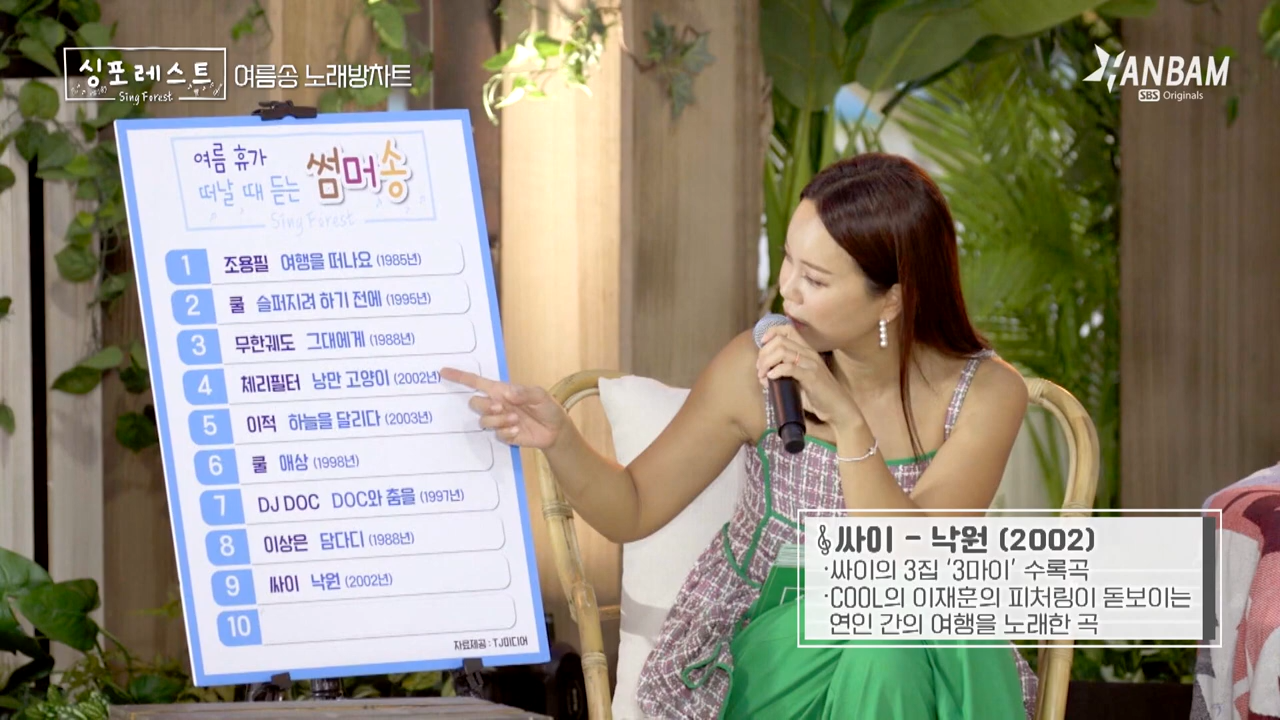 싱포레스트
Sing Forest
여름송 노래방차트
HANBAM
SBS Originals
여름 휴가
떠날 때 듣는 썸머송
Sing Forest
1 조용필 여행을 떠나요 (1985년)
2 쿨 슬퍼지려 하기 전에 (1995년)
3 무한궤도 그대에게 (1988년)
4 체리필터 낭만 고양이 (2002년)
5 이적 하늘을 달리다 (2003년)
6 쿨 애상 (1998년)
7 DJ DOC DOC와 춤을 (1997년)
8 이상은 담다디 (1988년)
9 싸이 낙원 (2002년)
10
자료제공 : TJ미디어
싸이 - 낙원 (2002)
·싸이의 3집 '3마이' 수록곡
·COOL의 이재훈의 피처링이 돋보이는
연인 간의 여행을 노래한 곡